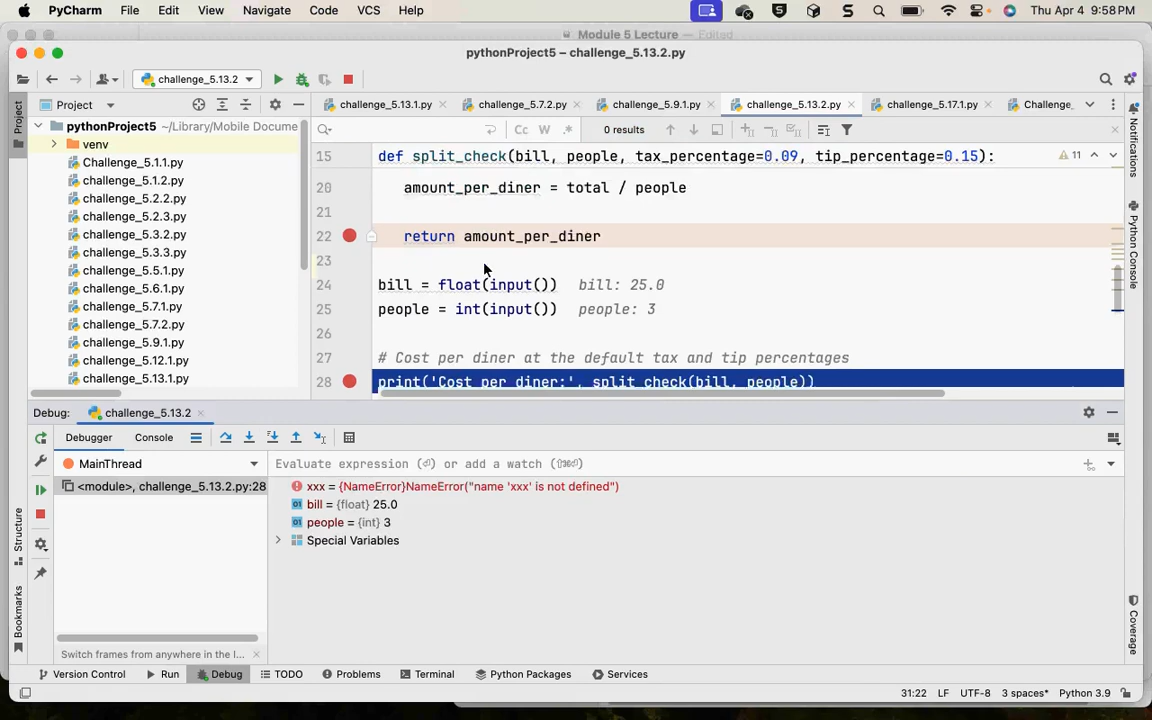 PyCharm File Edit View Navigate Code VCS Help Thu Apr 4 9:58 PM
Module 5 Lecture — Edited
pythonProject5 – challenge_5.13.2.py
challenge_5.13.2
Project
challenge_5.13.1.py challenge_5.7.2.py challenge_5.9.1.py challenge_5.13.2.py challenge_5.17.1.py Challenge_
Project
Notifications
Python Console
Coverage
Structure
Bookmarks
pythonProject5 ~/Library/Mobile Docume
venv
Challenge_5.1.1.py
challenge_5.1.2.py
challenge_5.2.2.py
challenge_5.2.3.py
challenge_5.3.2.py
challenge_5.3.3.py
challenge_5.5.1.py
challenge_5.6.1.py
challenge_5.7.1.py
challenge_5.7.2.py
challenge_5.9.1.py
challenge_5.12.1.py
challenge_5.13.1.py
Cc W .* 0 results
15 def split_check(bill, people, tax_percentage=0.09, tip_percentage=0.15): 11
20 amount_per_diner = total / people
21
22 return amount_per_diner
23
24 bill = float(input()) bill: 25.0
25 people = int(input()) people: 3
26
27 # Cost per diner at the default tax and tip percentages
28 print('Cost per diner:', split_check(bill, people))
Debug: challenge_5.13.2
Debugger Console
MainThread
Evaluate expression (⏎) or add a watch (⇧⌘⏎)
<module>, challenge_5.13.2.py:28
xxx = {NameError}NameError("name 'xxx' is not defined")
bill = {float} 25.0
people = {int} 3
Special Variables
Switch frames from anywhere in the I...
Version Control Run Debug TODO Problems Terminal Python Packages Services
31:22 LF UTF-8 3 spaces* Python 3.9